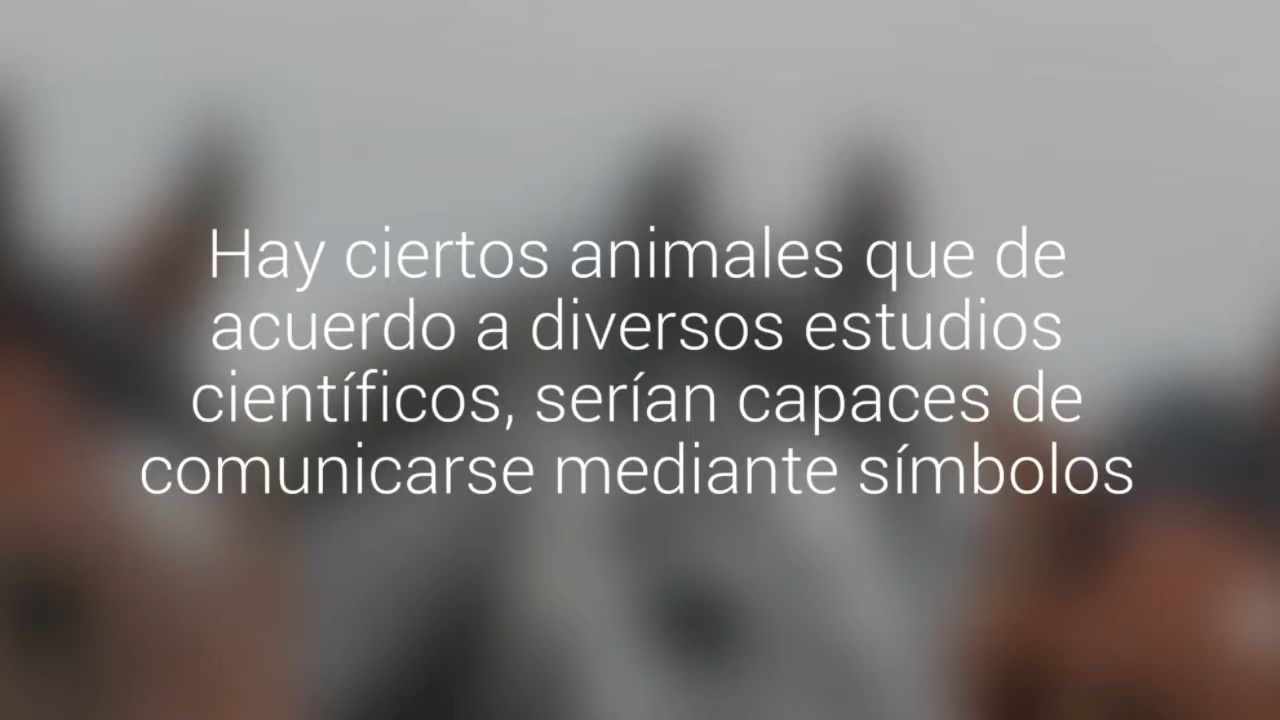 Hay ciertos animales que de
acuerdo a diversos estudios
científicos, serían capaces de
comunicarse mediante símbolos